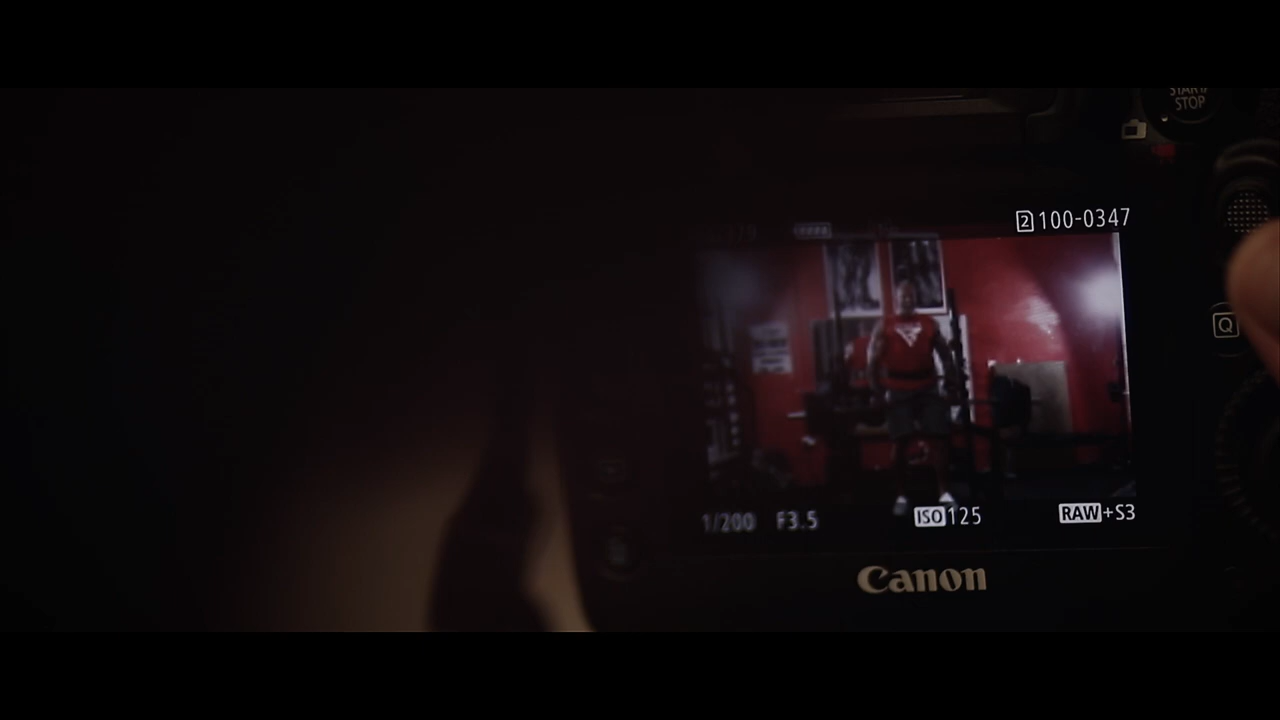 START/
STOP
2 100-0347
Q
1/200 F3.5 ISO 125 RAW+S3
Canon